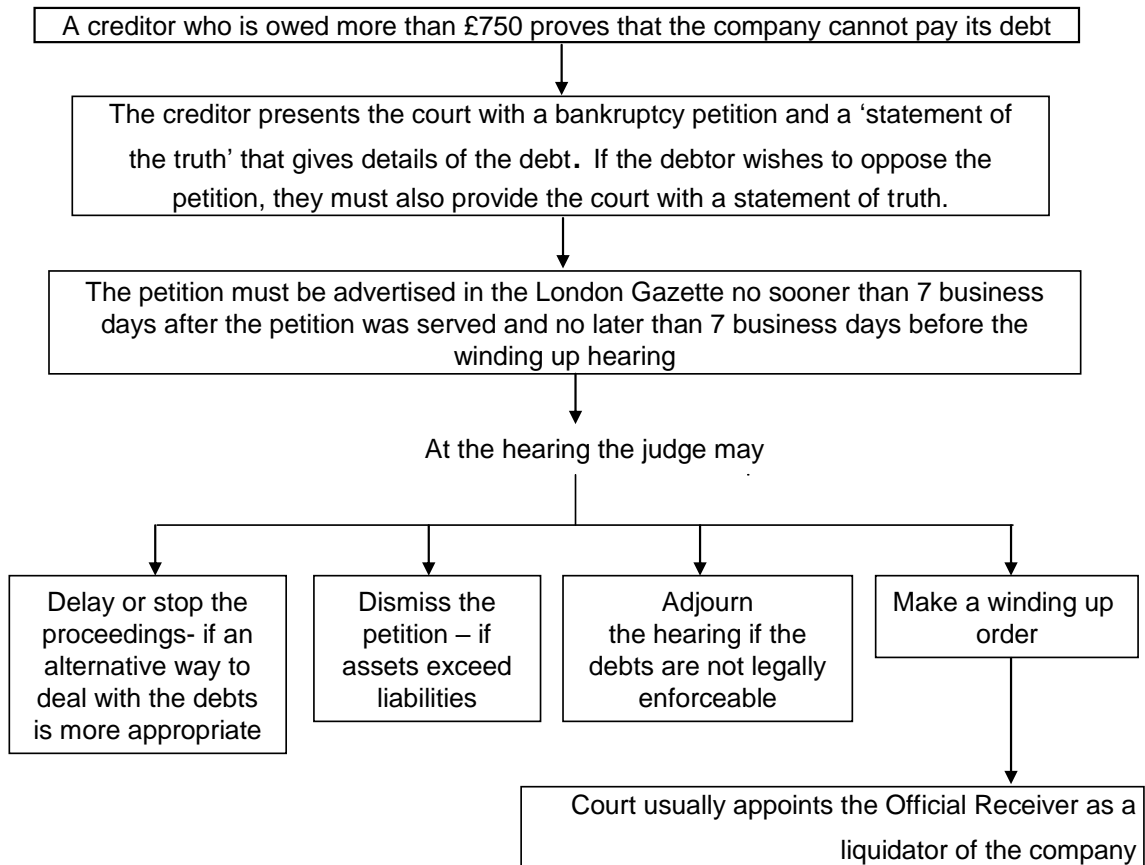 A creditor who is owed more than £750 proves that the company cannot pay its debt
The creditor presents the court with a bankruptcy petition and a ‘statement of
the truth’ that gives details of the debt. If the debtor wishes to oppose the
petition, they must also provide the court with a statement of truth.
The petition must be advertised in the London Gazette no sooner than 7 business
days after the petition was served and no later than 7 business days before the
winding up hearing
At the hearing the judge may
Delay or stop the
proceedings- if an
alternative way to
deal with the debts
is more appropriate
Dismiss the
petition – if
assets exceed
liabilities
Adjourn
the hearing if the
debts are not legally
enforceable
Make a winding up
order
Court usually appoints the Official Receiver as a
liquidator of the company